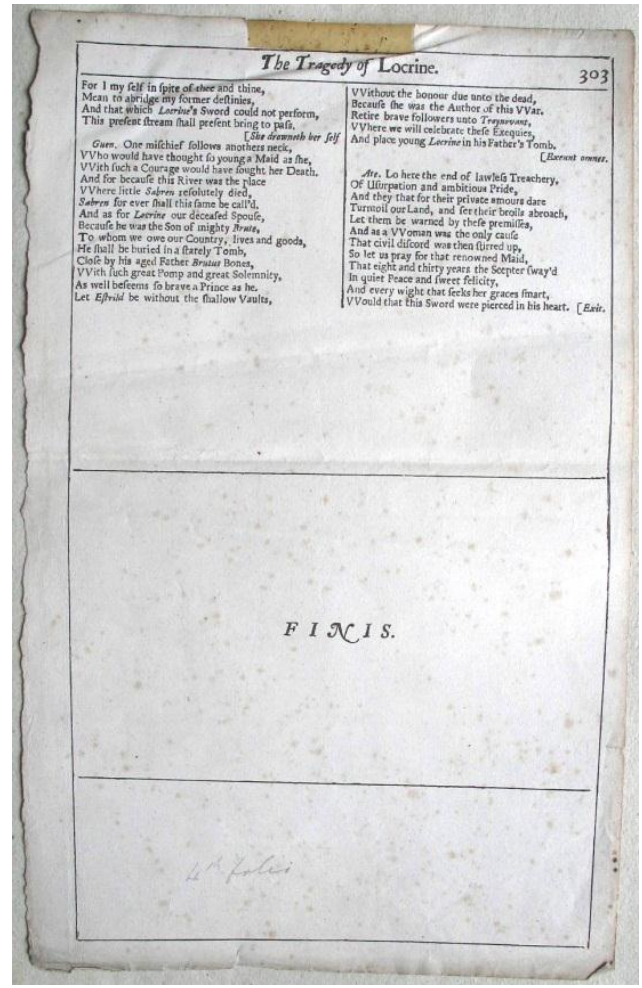 The Tragedy of Locrine.
303
For I my ſelf in ſpite of thee and thine,
Mean to abridge my former deſtinies,
And that which Locrine's Sword could not perform,
This preſent ſtream ſhall preſent bring to paſs.
[She drowneth her ſelf
Guen. One miſchief follows anothers neck,
VVho would have thought ſo young a Maid as ſhe,
VVith ſuch a Courage would have ſought her Death.
And for becauſe this River was the place
VVhere little Sabren reſolutely died,
Sabren for ever ſhall this ſame be call'd.
And as for Locrine our deceaſed Spouſe,
Becauſe he was the Son of mighty Brute,
To whom we owe our Country, lives and goods,
He ſhall be buried in a ſtately Tomb,
Cloſe by his aged Father Brutus Bones,
VVith ſuch great Pomp and great Solemnity,
As well beſeems ſo brave a Prince as he.
Let Eſtrild be without the ſhallow Vaults,
VVithout the honour due unto the dead,
Becauſe ſhe was the Author of this VVar.
Retire brave followers unto Troynovant,
VVhere we will celebrate theſe Exequies,
And place young Locrine in his Father's Tomb.
[Exeunt omnes.
Ate. Lo here the end of lawleſs Treachery,
Of Uſurpation and ambitious Pride,
And they that for their private amours dare
Turmoil our Land, and ſet their broils abroach,
Let them be warned by theſe premiſſes,
And as a VVoman was the only cauſe
That civil diſcord was then ſtirred up,
So let us pray for that renowned Maid,
That eight and thirty years the Scepter ſway'd
In quiet Peace and ſweet felicity,
And every wight that ſeeks her graces ſmart,
VVould that this Sword were pierced in his heart. [Exit.
FINIS.
4th folio